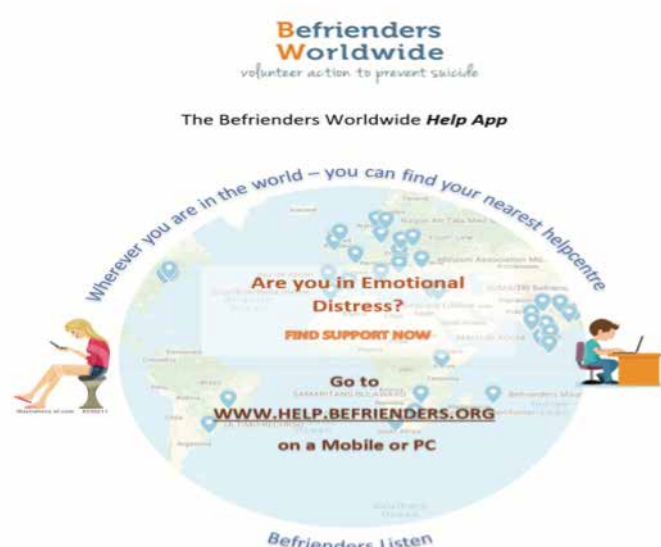 Befrienders
Worldwide
volunteer action to prevent suicide
The Befrienders Worldwide Help App
Wherever you are in the world – you can find your nearest helpcentre
Are you in Emotional
Distress?
FIND SUPPORT NOW
Go to
WWW.HELP.BEFRIENDERS.ORG
on a Mobile or PC
Befrienders Listen